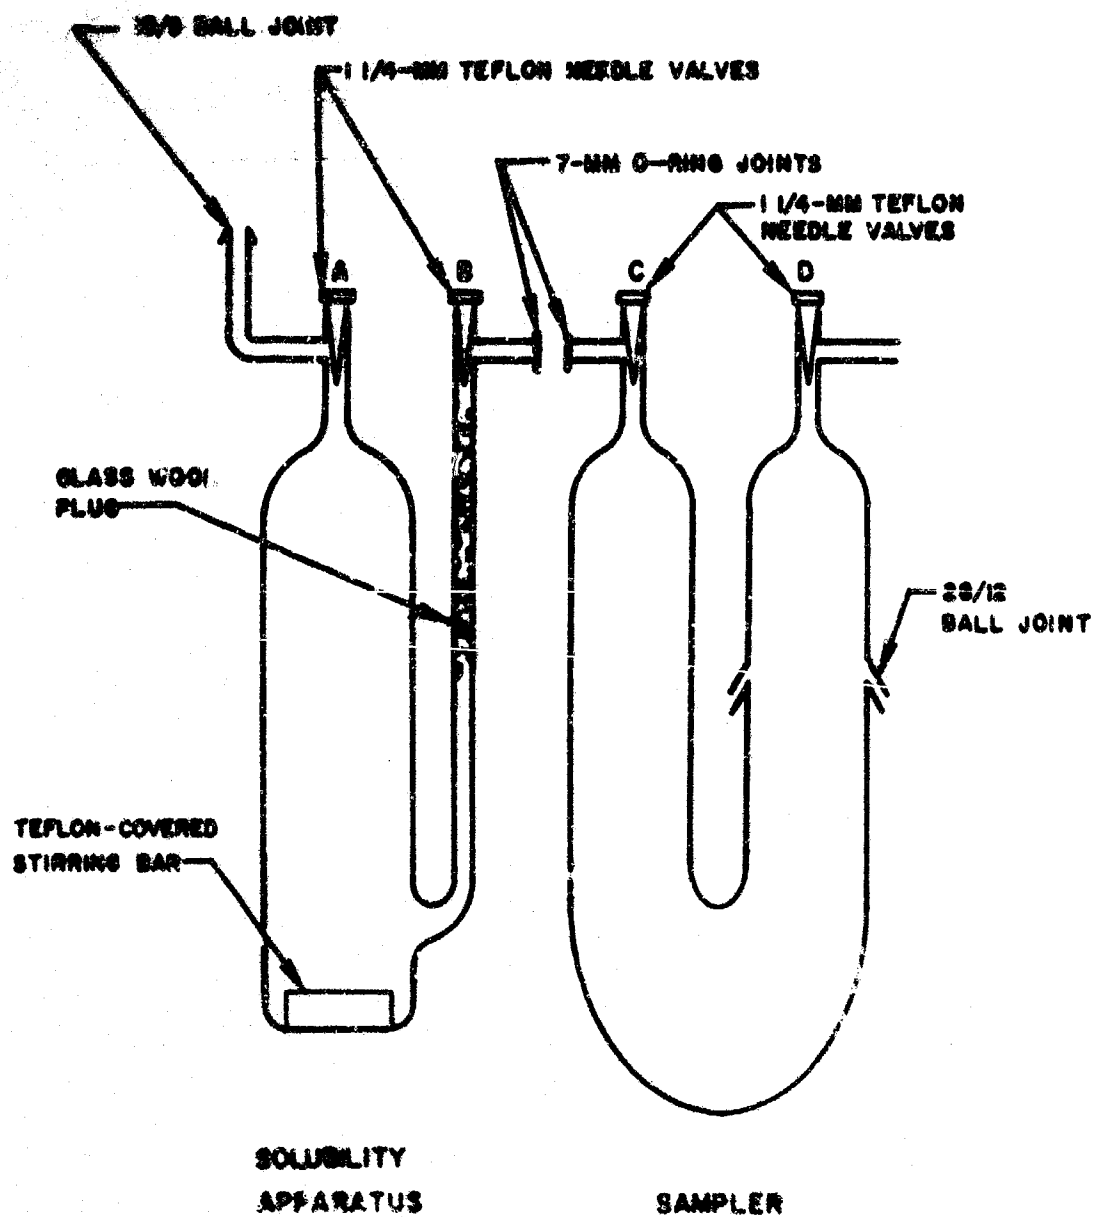 BALL JOINT
1 1/4-MM TEFLON NEEDLE VALVES
7-MM O-RING JOINTS
1 1/4-MM TEFLON
NEEDLE VALVES
A
B
C
D
GLASS WOOL
PLUG
28/12
BALL JOINT
TEFLON-COVERED
STIRRING BAR
SOLUBILITY
APPARATUS
SAMPLER